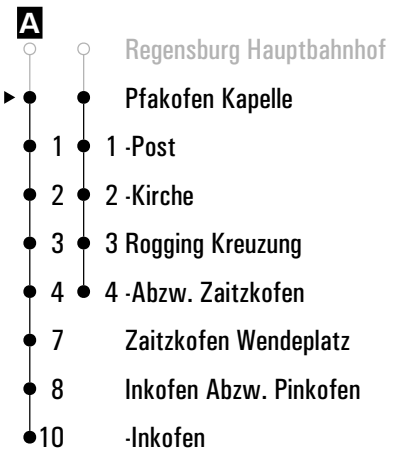 A
Regensburg Hauptbahnhof
Pfakofen Kapelle
1 1 -Post
2 2 -Kirche
3 3 Rogging Kreuzung
4 4 -Abzw. Zaitzkofen
7 Zaitzkofen Wendeplatz
8 Inkofen Abzw. Pinkofen
10 -Inkofen